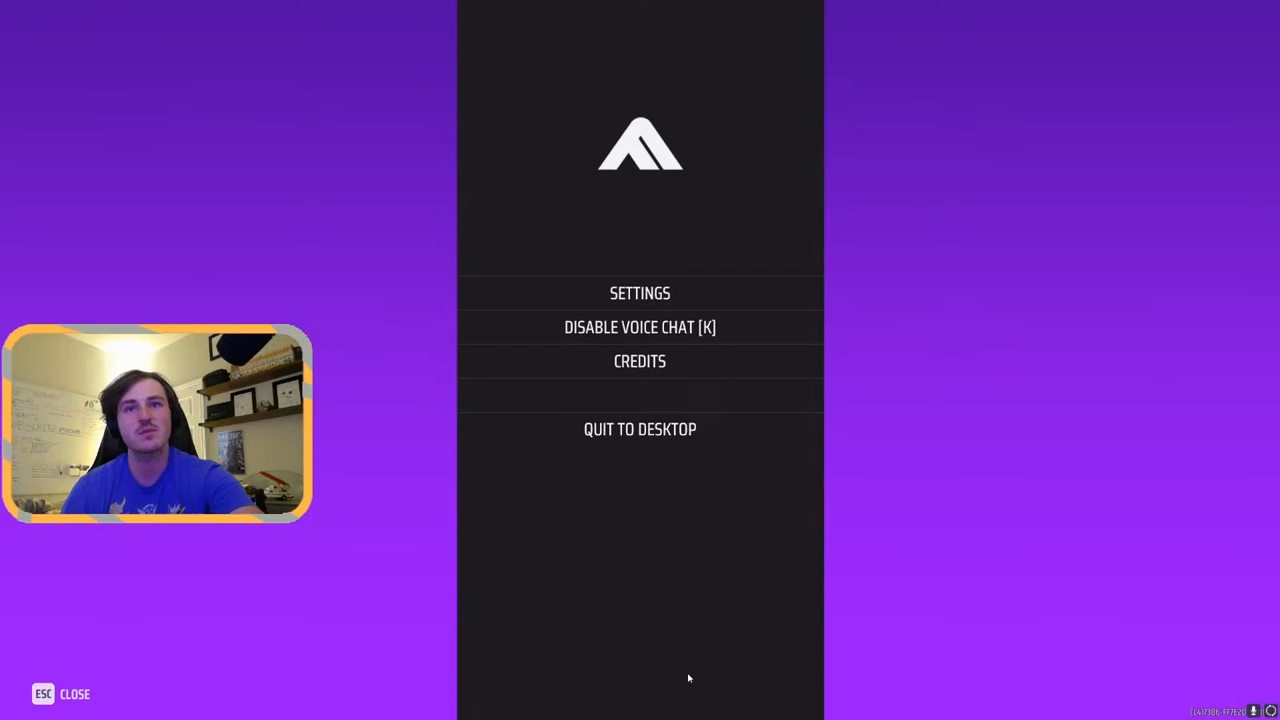 SETTINGS
DISABLE VOICE CHAT [K]
CREDITS
QUIT TO DESKTOP
ESC CLOSE